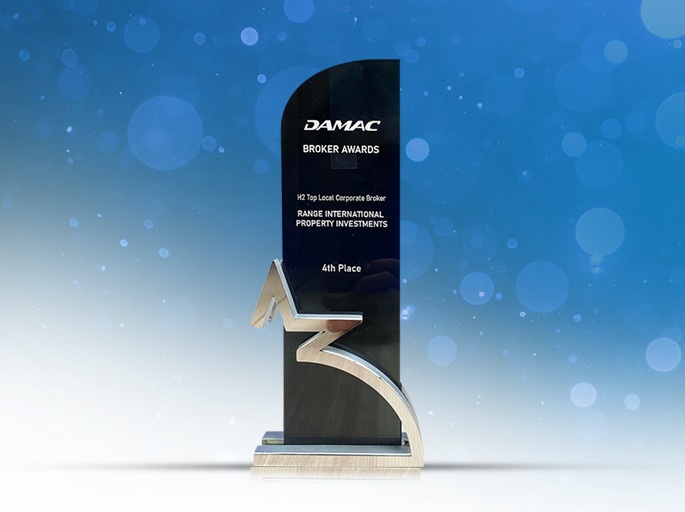 DAMAC
BROKER AWARDS
H2 Top Local Corporate Broker
RANGE INTERNATIONAL
PROPERTY INVESTMENTS
4th Place